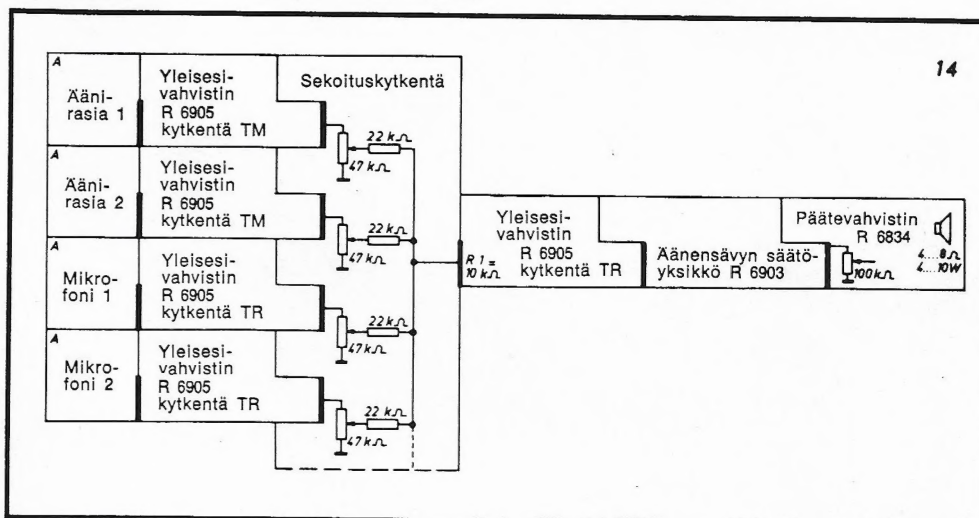 14
A
Ääni-
rasia 1
Yleisesi-
vahvistin
R 6905
kytkentä TM
Sekoituskytkentä
22 kΩ
47 kΩ
A
Ääni-
rasia 2
Yleisesi-
vahvistin
R 6905
kytkentä TM
22 kΩ
47 kΩ
A
Mikro-
foni 1
Yleisesi-
vahvistin
R 6905
kytkentä TR
22 kΩ
47 kΩ
A
Mikro-
foni 2
Yleisesi-
vahvistin
R 6905
kytkentä TR
22 kΩ
47 kΩ
R 1 =
10 kΩ
Yleisesi-
vahvistin
R 6905
kytkentä TR
Äänensävyn säätö-
yksikkö R 6903
Päätevahvistin
R 6834
100 kΩ
4...8Ω
4...10W